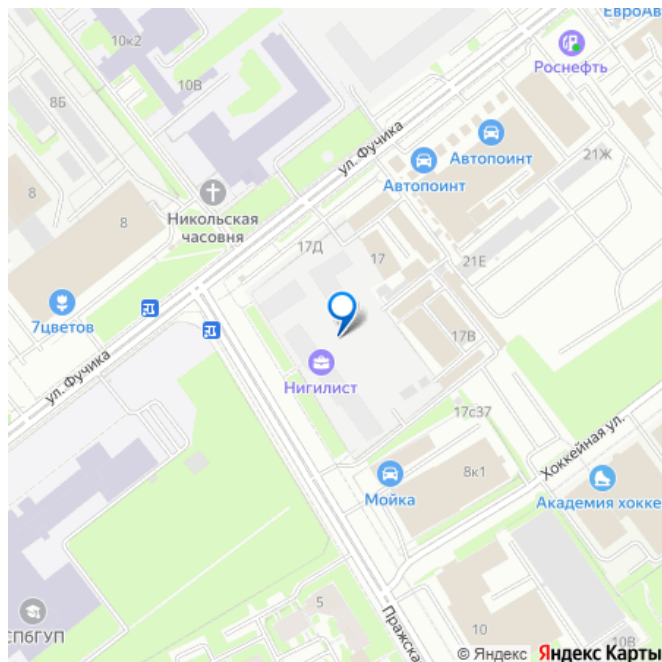 ЕвроАв
10к2
Роснефть
8Б
10В
ул. Фучика
Автопоинт
21Ж
Автопоинт
8
8
Никольская
часовня
17Д
17
21Е
7цветов
17В
Нигилист
ул. Фучика
17с37
Хоккейная ул.
8к1
Мойка
Академия хокке
5
СПбГУП
Пражска
10
10В
© Яндекс Яндекс Карты